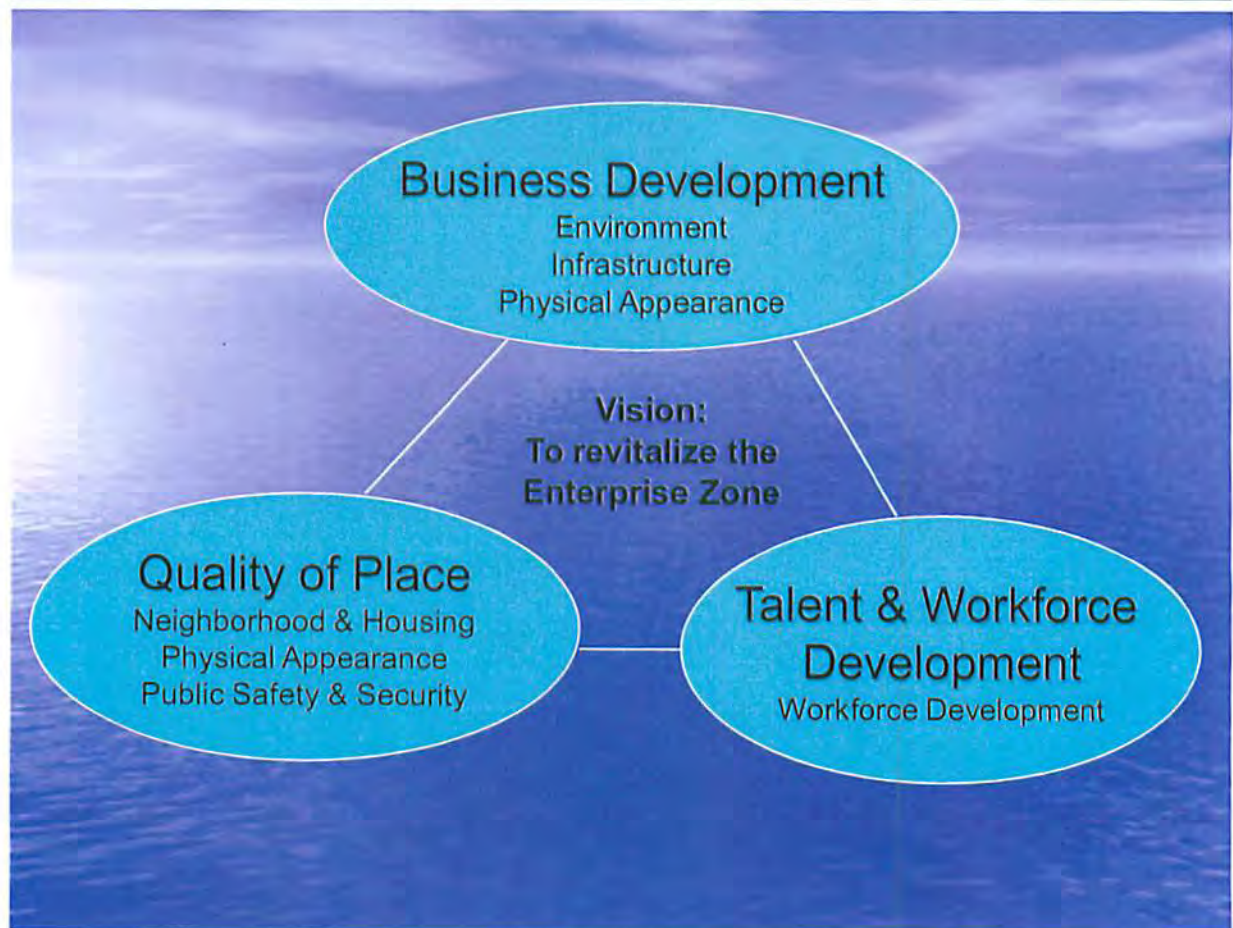 Business Development
Environment
Infrastructure
Physical Appearance
Vision:
To revitalize the
Enterprise Zone
Quality of Place
Neighborhood & Housing
Physical Appearance
Public Safety & Security
Talent & Workforce
Development
Workforce Development